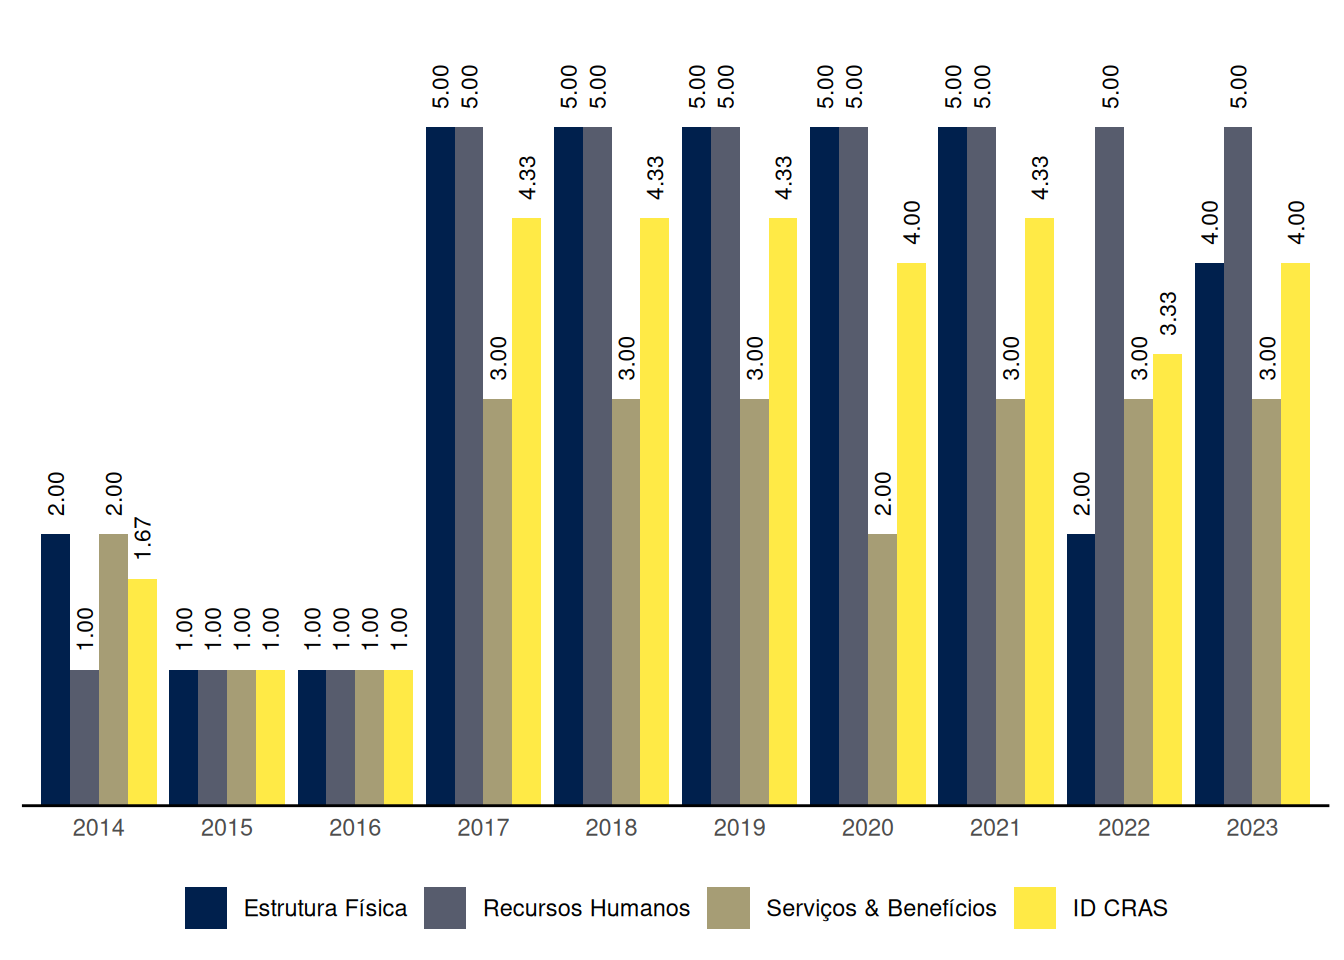 5.00 5.00 5.00 5.00 5.00 5.00 5.00 5.00 5.00 5.00 5.00 5.00
4.33 4.33 4.33 4.33
4.00 4.00 4.00
3.33
3.00 3.00 3.00 3.00 3.00 3.00
2.00 2.00 2.00 2.00
1.67
1.00 1.00 1.00 1.00 1.00 1.00 1.00 1.00 1.00
2014 2015 2016 2017 2018 2019 2020 2021 2022 2023
Estrutura Física Recursos Humanos Serviços & Benefícios ID CRAS